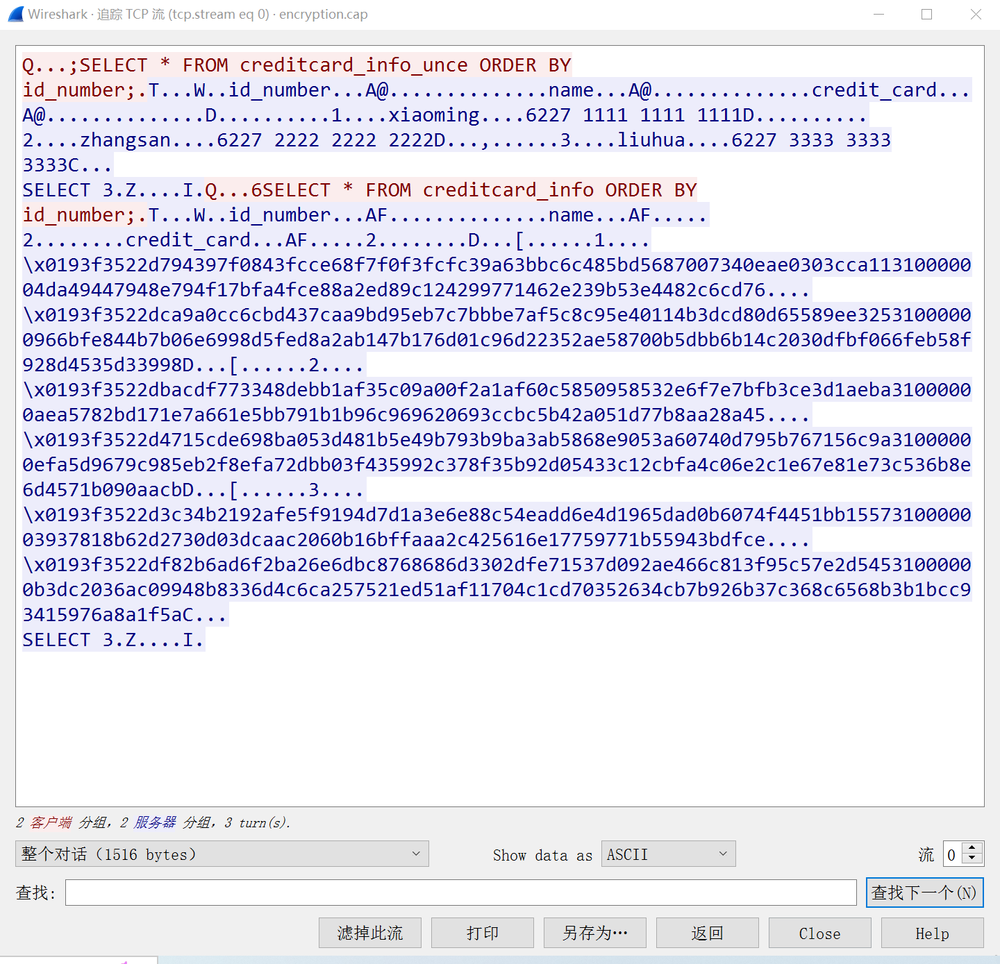 Wireshark · 追踪 TCP 流 (tcp.stream eq 0) · encryption.cap
Q...;SELECT * FROM creditcard_info_unce ORDER BY
id_number;.T...W..id_number...A@..............name...A@..............credit_card...
A@..............D..........1....xiaoming....6227 1111 1111 1111D..........
2....zhangsan....6227 2222 2222 2222D...,......3....liuhua....6227 3333 3333
3333C...
SELECT 3.Z....I.Q...6SELECT * FROM creditcard_info ORDER BY
id_number;.T...W..id_number...AF..............name...AF.....
2........credit_card...AF.....2........D...[......1....
\x0193f3522d794397f0843fcce68f7f0f3fcfc39a63bbc6c485bd5687007340eae0303cca113100000
04da49447948e794f17bfa4fce88a2ed89c124299771462e239b53e4482c6cd76....
\x0193f3522dca9a0cc6cbd437caa9bd95eb7c7bbbe7af5c8c95e40114b3dcd80d65589ee3253100000
0966bfe844b7b06e6998d5fed8a2ab147b176d01c96d22352ae58700b5dbb6b14c2030dfbf066feb58f
928d4535d33998D...[......2....
\x0193f3522dbacdf773348debb1af35c09a00f2a1af60c5850958532e6f7e7bfb3ce3d1aeba3100000
0aea5782bd171e7a661e5bb791b1b96c969620693ccbc5b42a051d77b8aa28a45....
\x0193f3522d4715cde698ba053d481b5e49b793b9ba3ab5868e9053a60740d795b767156c9a3100000
0efa5d9679c985eb2f8efa72dbb03f435992c378f35b92d05433c12cbfa4c06e2c1e67e81e73c536b8e
6d4571b090aacbD...[......3....
\x0193f3522d3c34b2192afe5f9194d7d1a3e6e88c54eadd6e4d1965dad0b6074f4451bb15573100000
03937818b62d2730d03dcaac2060b16bffaaa2c425616e17759771b55943bdfce....
\x0193f3522df82b6ad6f2ba26e6dbc8768686d3302dfe71537d092ae466c813f95c57e2d5453100000
0b3dc2036ac09948b8336d4c6ca257521ed51af11704c1cd70352634cb7b926b37c368c6568b3b1bcc9
3415976a8a1f5aC...
SELECT 3.Z....I.
2 客户端 分组，2 服务器 分组，3 turn(s).
整个对话（1516 bytes） Show data as ASCII 流 0
查找: 查找下一个(N)
滤掉此流 打印 另存为… 返回 Close Help